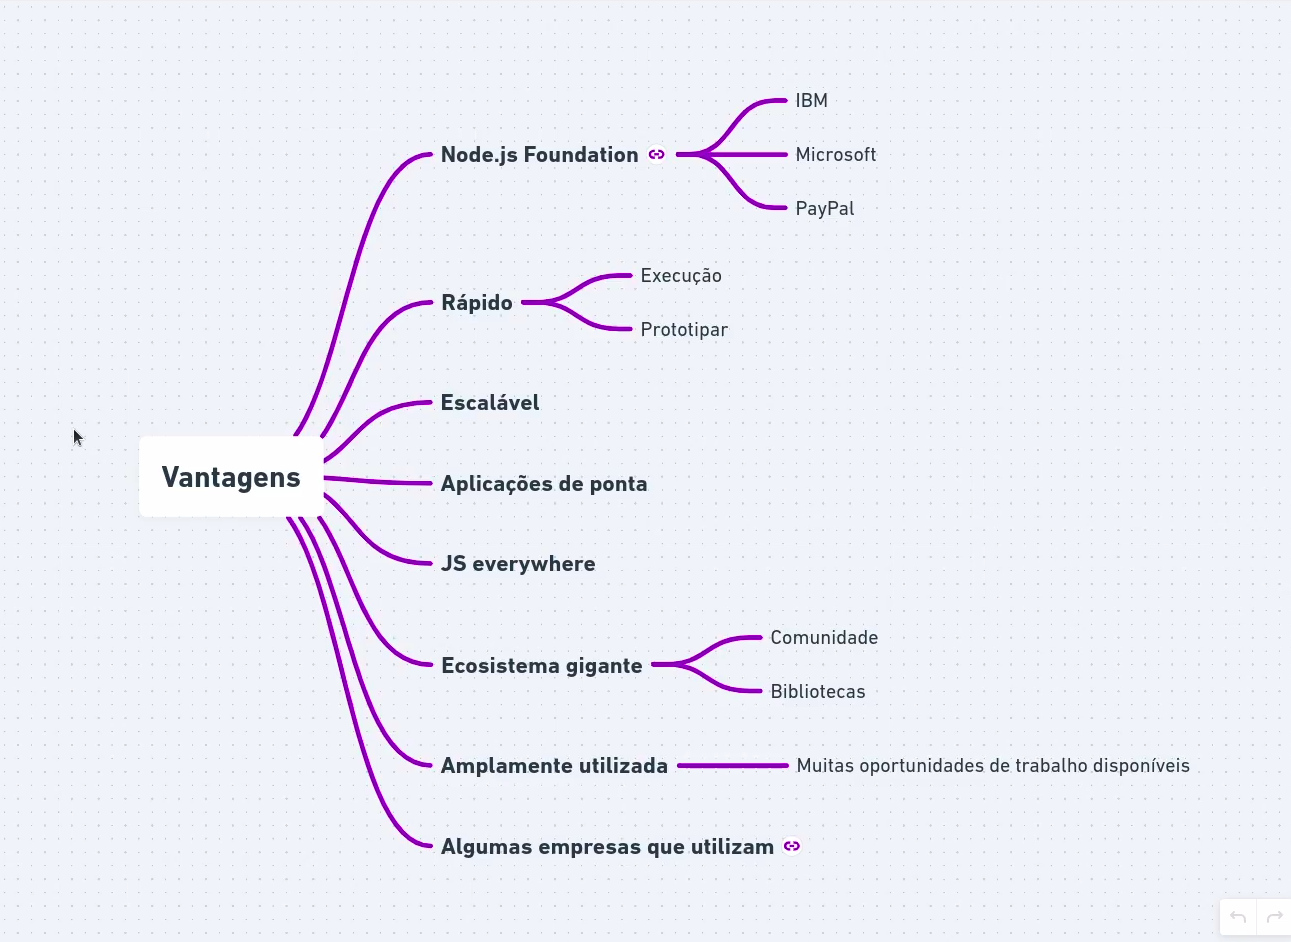 Vantagens
Node.js Foundation
IBM
Microsoft
PayPal
Rápido
Execução
Prototipar
Escalável
Aplicações de ponta
JS everywhere
Ecosistema gigante
Comunidade
Bibliotecas
Amplamente utilizada
Muitas oportunidades de trabalho disponíveis
Algumas empresas que utilizam